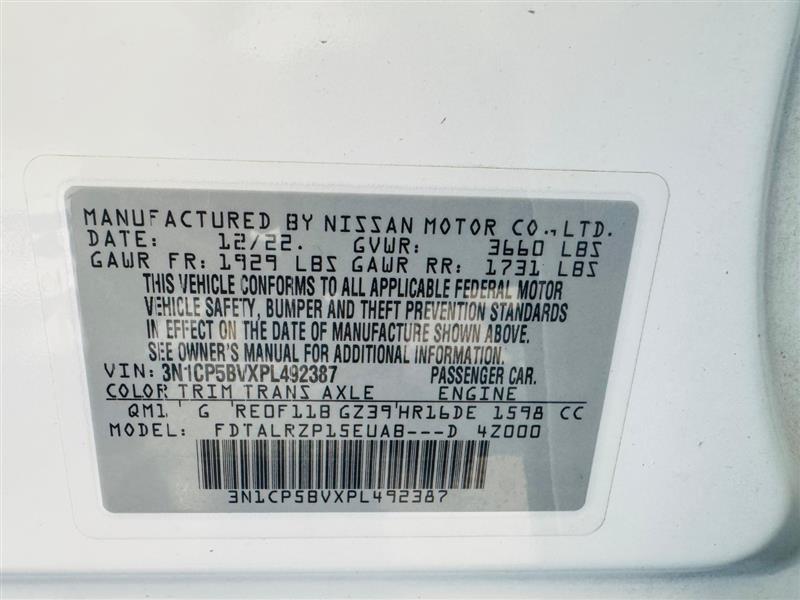 MANUFACTURED BY NISSAN MOTOR CO., LTD.
DATE: 12/22. GVWR: 3660 LBS
GAWR FR: 1929 LBS GAWR RR: 1731 LBS
THIS VEHICLE CONFORMS TO ALL APPLICABLE FEDERAL MOTOR
VEHICLE SAFETY, BUMPER AND THEFT PREVENTION STANDARDS
IN EFFECT ON THE DATE OF MANUFACTURE SHOWN ABOVE.
SEE OWNER'S MANUAL FOR ADDITIONAL INFORMATION.
VIN: 3N1CP5BVXPL492387 PASSENGER CAR.
COLOR TRIM TRANS AXLE ENGINE
QM1 G RE0F11B GZ39 HR16DE 1598 CC
MODEL: FDTALRZP15EUAB---D 4Z000
3N1CP5BVXPL492387